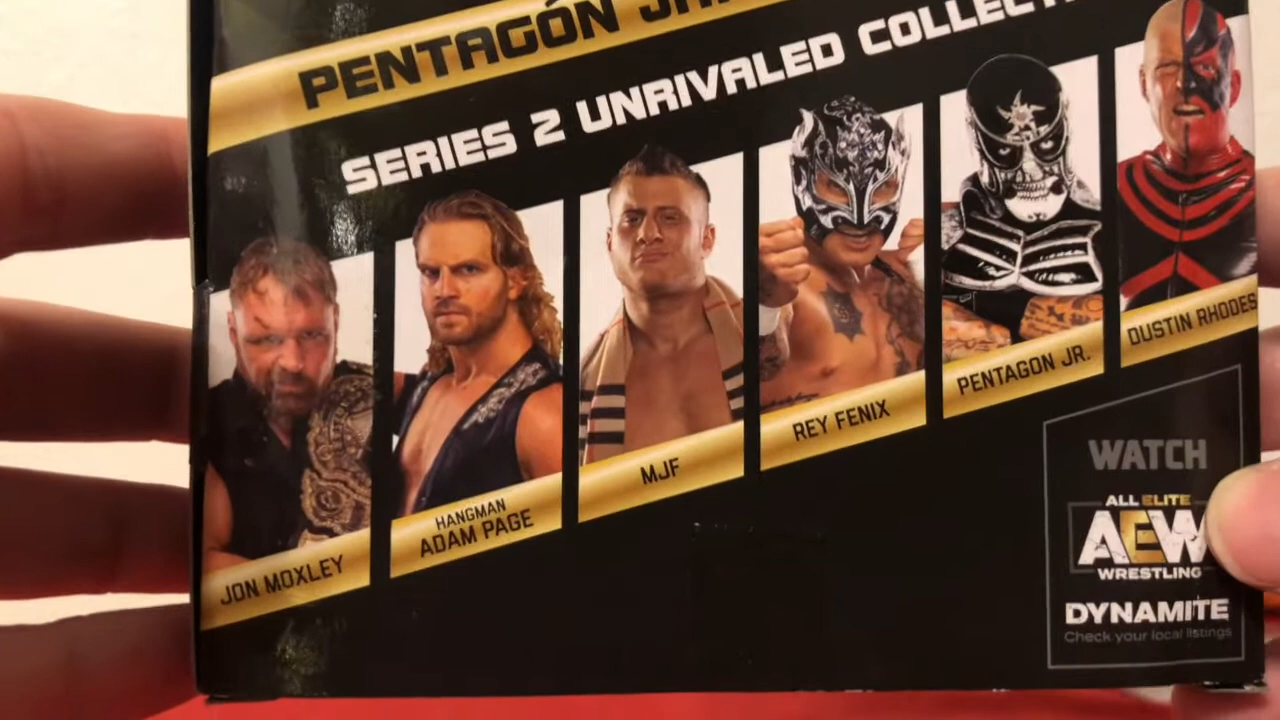 PENTAGÓN
SERIES 2 UNRIVALED
JON MOXLEY
HANGMAN
ADAM PAGE
MJF
REY FENIX
PENTAGON JR.
DUSTIN RHODES
WATCH
ALL ELITE
AEW
WRESTLING
DYNAMITE
Check your local listings